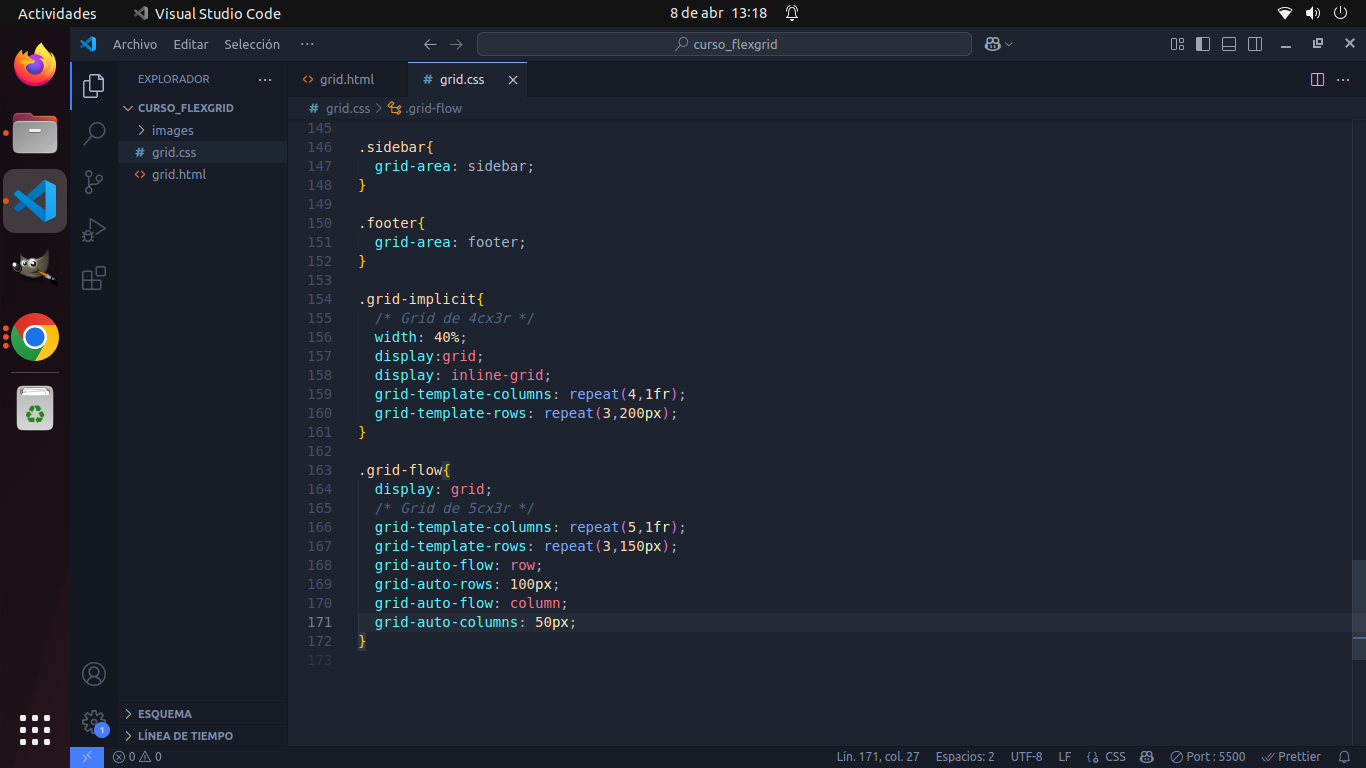 Actividades
Visual Studio Code
8 de abr 13:18
Archivo Editar Selección ···
curso_flexgrid
EXPLORADOR ···
CURSO_FLEXGRID
images
# grid.css
<> grid.html
ESQUEMA
LÍNEA DE TIEMPO
1
<> grid.html
# grid.css
# grid.css > .grid-flow
145
146 .sidebar{
147 grid-area: sidebar;
148 }
149
150 .footer{
151 grid-area: footer;
152 }
153
154 .grid-implicit{
155 /* Grid de 4cx3r */
156 width: 40%;
157 display:grid;
158 display: inline-grid;
159 grid-template-columns: repeat(4,1fr);
160 grid-template-rows: repeat(3,200px);
161 }
162
163 .grid-flow{
164 display: grid;
165 /* Grid de 5cx3r */
166 grid-template-columns: repeat(5,1fr);
167 grid-template-rows: repeat(3,150px);
168 grid-auto-flow: row;
169 grid-auto-rows: 100px;
170 grid-auto-flow: column;
171 grid-auto-columns: 50px;
172 }
173
0 0
Lín. 171, col. 27
Espacios: 2
UTF-8
LF
CSS
Port : 5500
Prettier